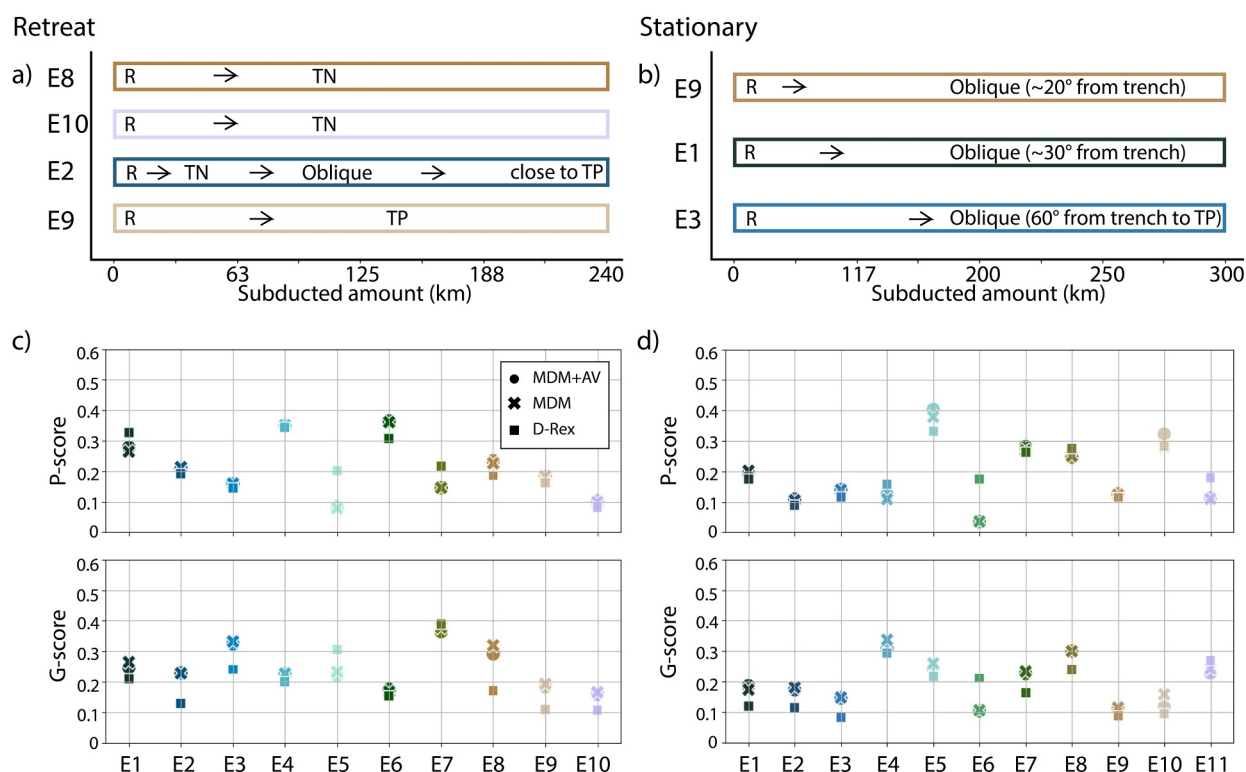 Retreat
a)
E8 R → TN
E10 R → TN
E2 R → TN → Oblique → close to TP
E9 R → TP
0 63 125 188 240
Subducted amount (km)
Stationary
b)
E9 R → Oblique (~20° from trench)
E1 R → Oblique (~30° from trench)
E3 R → Oblique (60° from trench to TP)
0 117 200 250 300
Subducted amount (km)
c)
P-score
0.6
0.5
0.4
0.3
0.2
0.1
0
MDM+AV
MDM
D-Rex
G-score
0.6
0.5
0.4
0.3
0.2
0.1
0
E1 E2 E3 E4 E5 E6 E7 E8 E9 E10
d)
P-score
0.6
0.5
0.4
0.3
0.2
0.1
0
G-score
0.6
0.5
0.4
0.3
0.2
0.1
0
E1 E2 E3 E4 E5 E6 E7 E8 E9 E10 E11